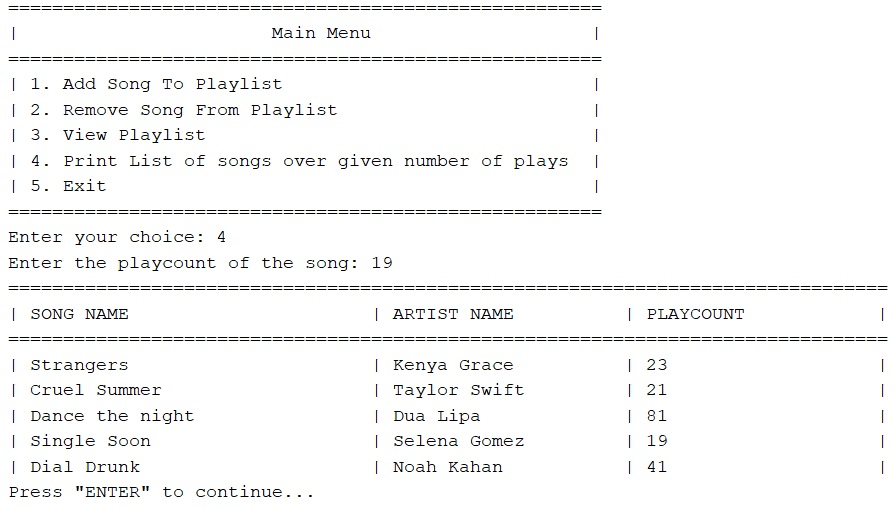 ======================================================
|                       Main Menu                    |
======================================================
| 1. Add Song To Playlist                            |
| 2. Remove Song From Playlist                       |
| 3. View Playlist                                   |
| 4. Print List of songs over given number of plays  |
| 5. Exit                                            |
======================================================
Enter your choice: 4
Enter the playcount of the song: 19
================================================================================
| SONG NAME                      | ARTIST NAME          | PLAYCOUNT            |
================================================================================
| Strangers                      | Kenya Grace          | 23                   |
| Cruel Summer                   | Taylor Swift         | 21                   |
| Dance the night                | Dua Lipa             | 81                   |
| Single Soon                    | Selena Gomez         | 19                   |
| Dial Drunk                     | Noah Kahan           | 41                   |
Press "ENTER" to continue...